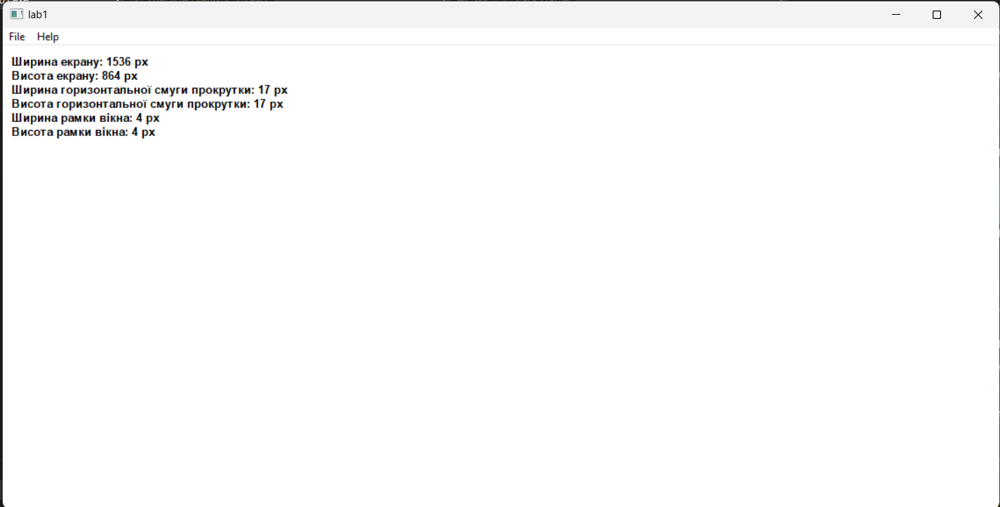 lab1
File Help
Ширина екрану: 1536 px
Висота екрану: 864 px
Ширина горизонтальної смуги прокрутки: 17 px
Висота горизонтальної смуги прокрутки: 17 px
Ширина рамки вікна: 4 px
Висота рамки вікна: 4 px